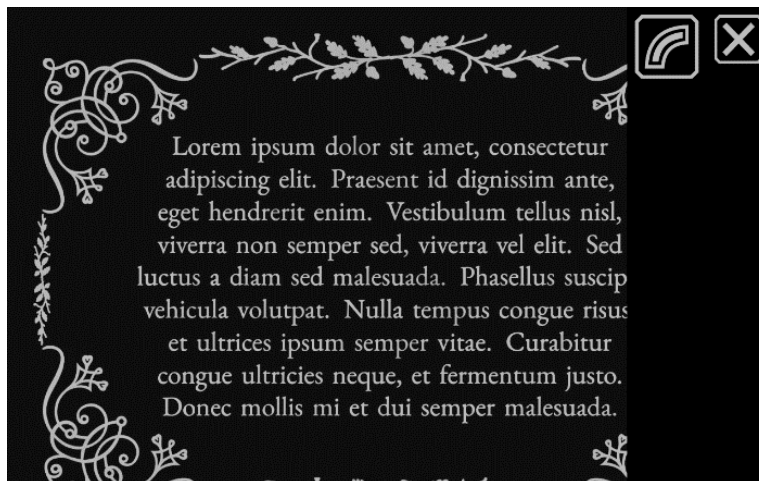 Lorem ipsum dolor sit amet, consectetur
adipiscing elit. Praesent id dignissim ante,
eget hendrerit enim. Vestibulum tellus nisl,
viverra non semper sed, viverra vel elit. Sed
luctus a diam sed malesuada. Phasellus suscip
vehicula volutpat. Nulla tempus congue risus
et ultrices ipsum semper vitae. Curabitur
congue ultricies neque, et fermentum justo.
Donec mollis mi et dui semper malesuada.